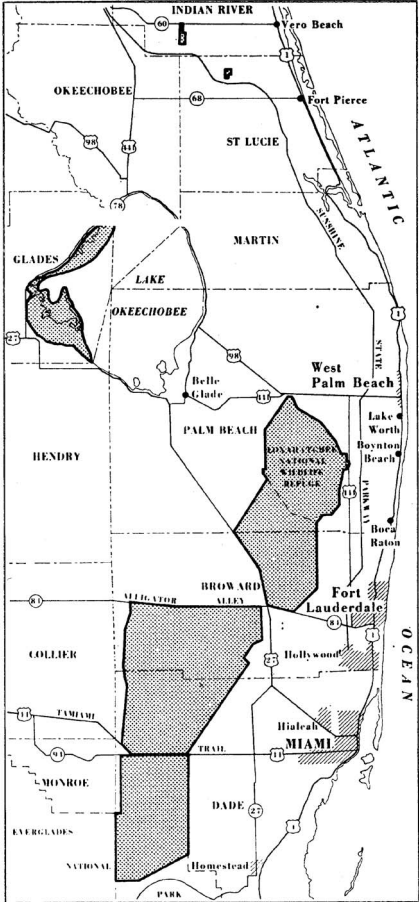 INDIAN RIVER
60
Vero Beach
1
OKEECHOBEE
68
Fort Pierce
98
441
ST LUCIE
ATLANTIC
78
SUNSHINE
GLADES
MARTIN
LAKE
OKEECHOBEE
27
1
98
STATE
West
Palm Beach
Belle
Glade
441
PALM BEACH
Lake
Worth
LOXAHATCHEE
NATIONAL
WILDLIFE
REFUGE
Boynton
Beach
HENDRY
441
PARKWAY
Boca
Raton
BROWARD
Fort
Lauderdale
84
ALLIGATOR
ALLEY
84
1
OCEAN
COLLIER
27
Hollywood
41
TAMIAMI
Hialeah
MIAMI
94
TRAIL
41
MONROE
DADE
27
EVERGLADES
1
NATIONAL
Homestead
PARK